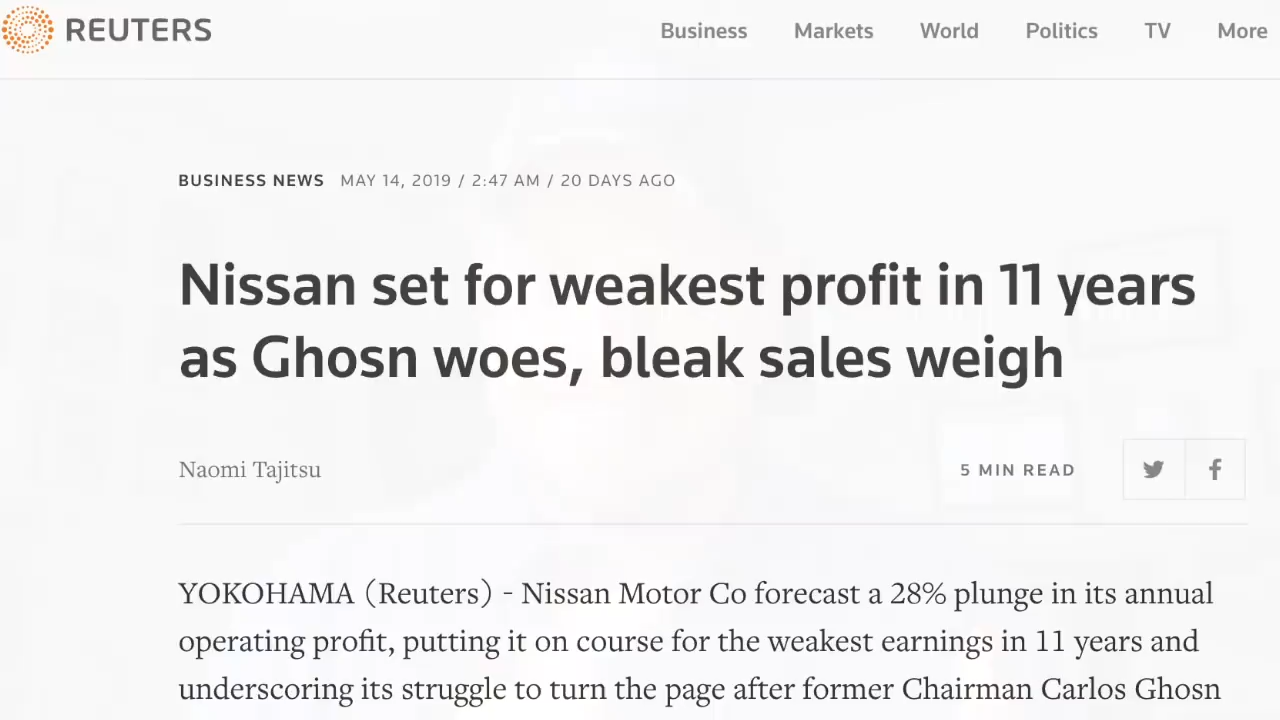 REUTERS
Business Markets World Politics TV More
BUSINESS NEWS MAY 14, 2019 / 2:47 AM / 20 DAYS AGO
Nissan set for weakest profit in 11 years
as Ghosn woes, bleak sales weigh
Naomi Tajitsu
5 MIN READ
YOKOHAMA (Reuters) - Nissan Motor Co forecast a 28% plunge in its annual
operating profit, putting it on course for the weakest earnings in 11 years and
underscoring its struggle to turn the page after former Chairman Carlos Ghosn